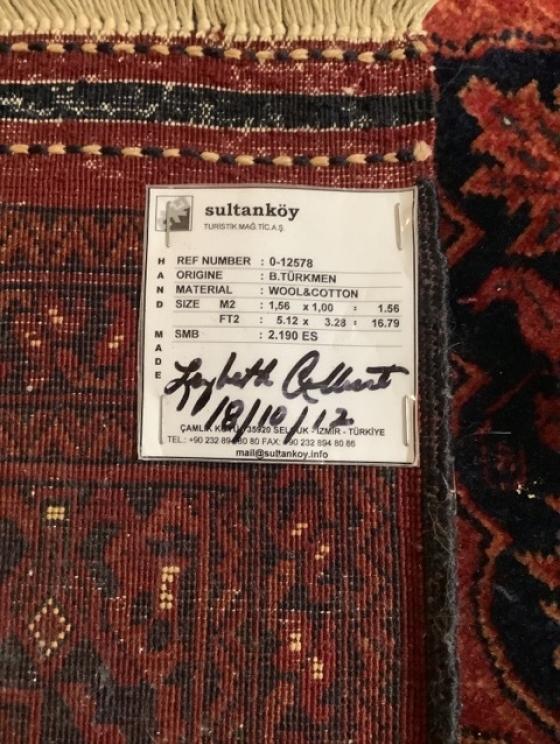 sultanköy
TURİSTİK MAĞ.TİC.A.Ş.
HAND MADE
REF NUMBER : 0-12578
ORIGINE : B.TÜRKMEN
MATERIAL : WOOL&COTTON
SIZE M2 : 1,56 x 1,00 : 1.56
FT2 : 5.12 x 3.28 : 16.79
SMB : 2.190 ES
18/10/12
ÇAMLIK KÖYÜ 35920 SELÇUK - İZMİR - TÜRKİYE
TEL.: +90 232 894 80 80 FAX: +90 232 894 80 86
mail@sultankoy.info